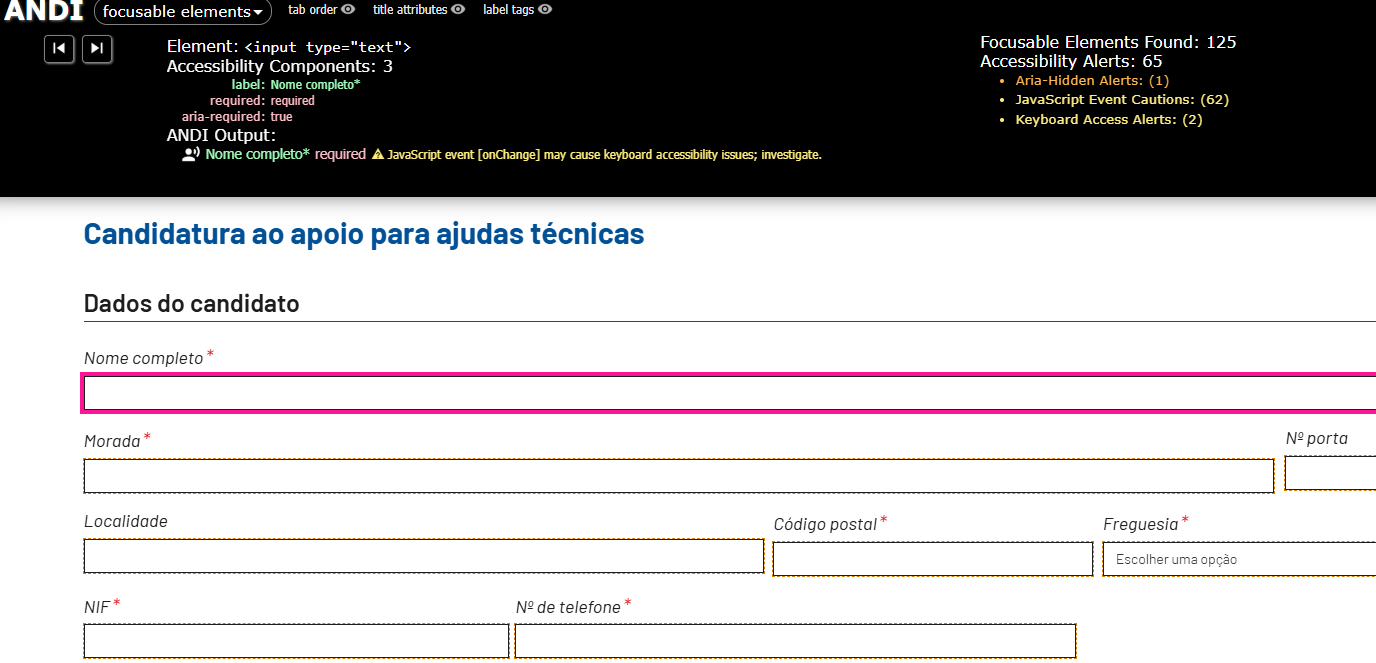 ANDI focusable elements tab order title attributes label tags
Element: <input type="text">
Accessibility Components: 3
label: Nome completo*
required: required
aria-required: true
ANDI Output:
Nome completo* required JavaScript event [onChange] may cause keyboard accessibility issues; investigate.
Focusable Elements Found: 125
Accessibility Alerts: 65
• Aria-Hidden Alerts: (1)
• JavaScript Event Cautions: (62)
• Keyboard Access Alerts: (2)
Candidatura ao apoio para ajudas técnicas
Dados do candidato
Nome completo*
Morada* Nº porta
Localidade Código postal* Freguesia*
Escolher uma opção
NIF* Nº de telefone*